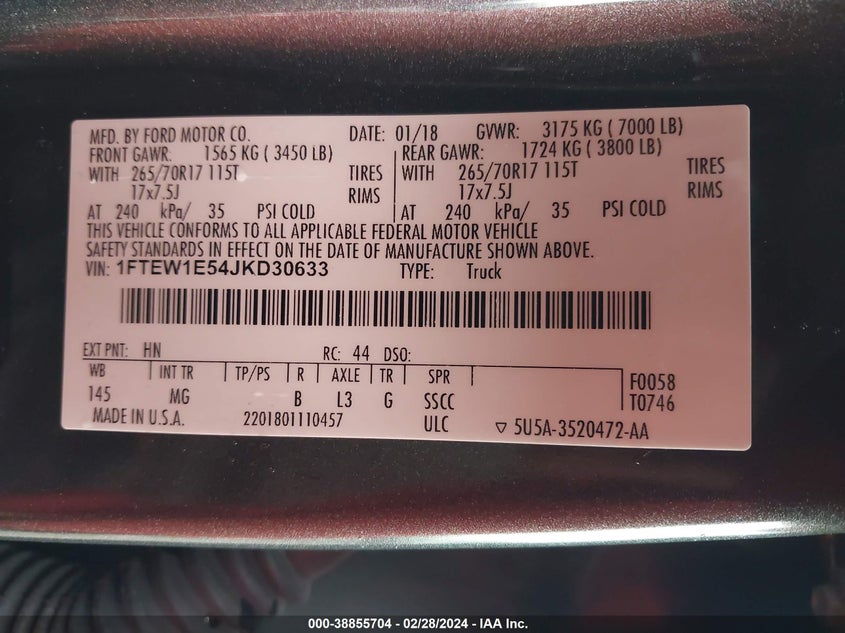 MFD. BY FORD MOTOR CO. DATE: 01/18 GVWR: 3175 KG ( 7000 LB)
FRONT GAWR: 1565 KG ( 3450 LB) REAR GAWR: 1724 KG ( 3800 LB)
WITH 265/70R17 115T TIRES WITH 265/70R17 115T TIRES
17x7.5J RIMS 17x7.5J RIMS
AT 240 kPa/ 35 PSI COLD AT 240 kPa/ 35 PSI COLD
THIS VEHICLE CONFORMS TO ALL APPLICABLE FEDERAL MOTOR VEHICLE
SAFETY STANDARDS IN EFFECT ON THE DATE OF MANUFACTURE SHOWN ABOVE.
VIN: 1FTEW1E54JKD30633 TYPE: Truck
EXT PNT: HN RC: 44 DSO:
WB INT TR TP/PS R AXLE TR SPR F0058
145 MG B L3 G SSCC T0746
MADE IN U.S.A. 2201801110457 ULC ▽ 5U5A-3520472-AA
000-38855704 - 02/28/2024 - IAA Inc.